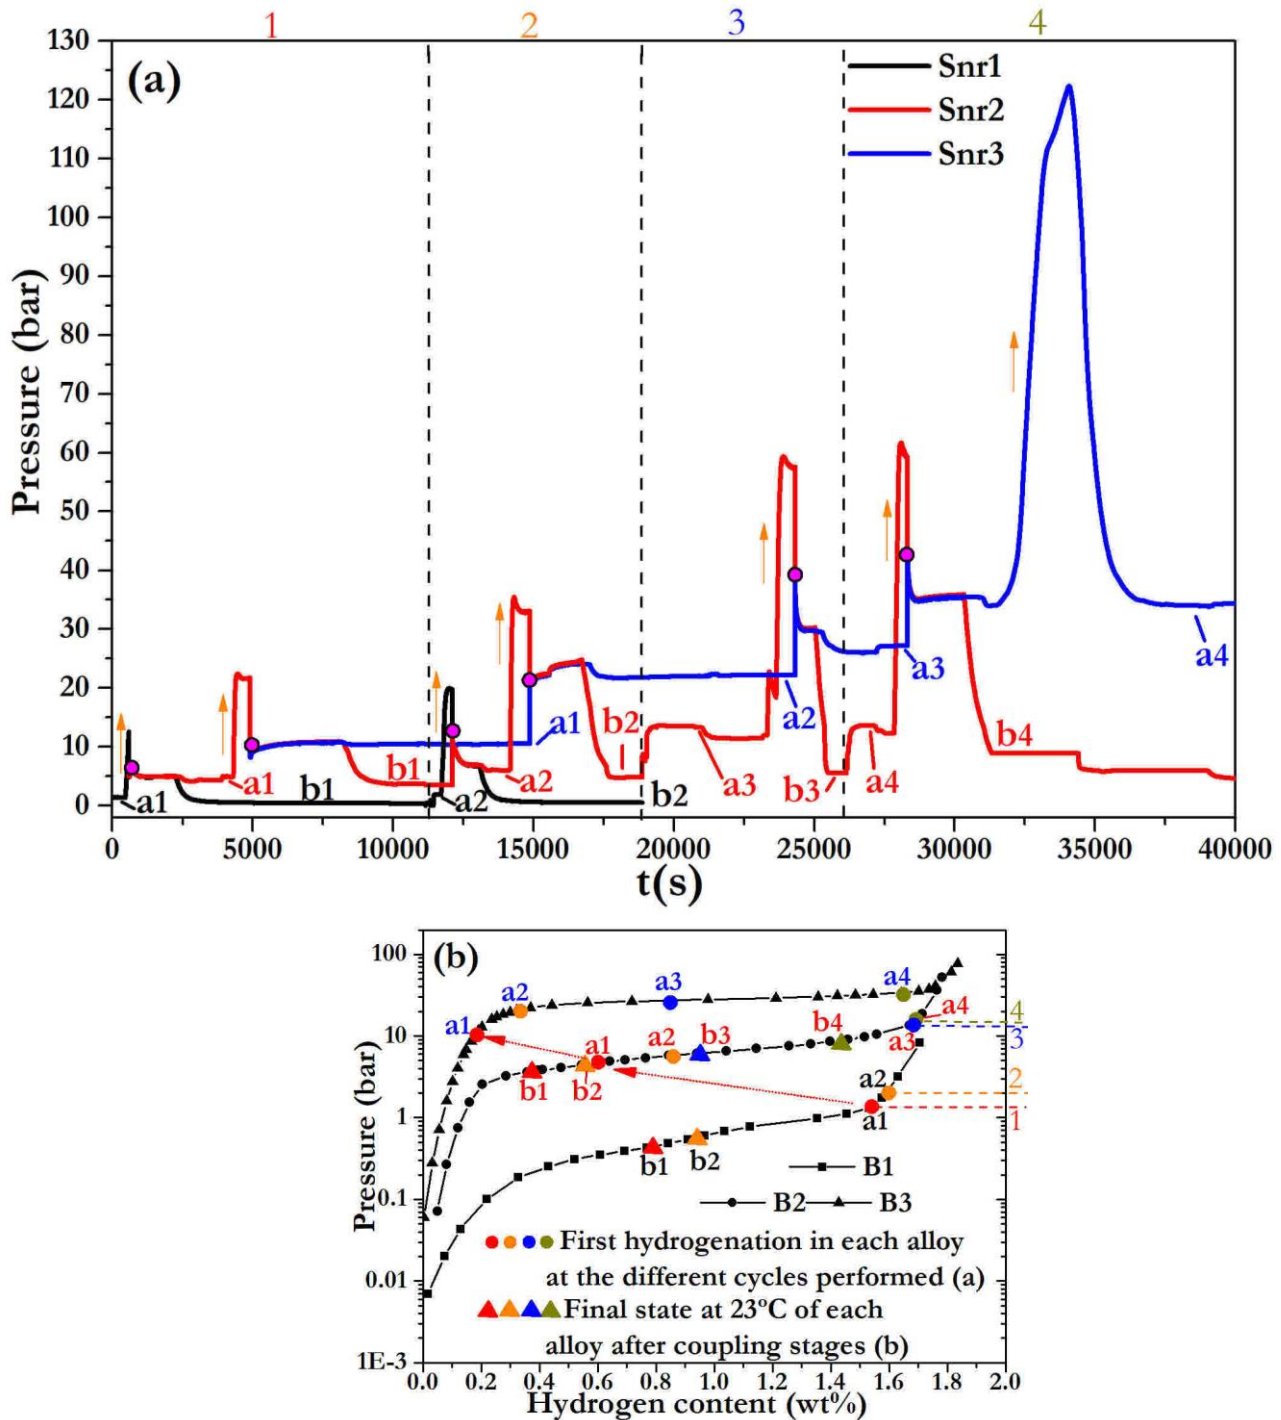 1 2 3 4
130
(a)
Snr1
120
Snr2
110
Snr3
100
90
80
70
60
50
40
30
20
10
0
Pressure (bar)
a1 a1 b1 b1 a2 a2 a1 b2 b2 a3 a2 b3 a4 a3 b4 a4
0 5000 10000 15000 20000 25000 30000 35000 40000
t(s)
(b)
100
10
1
0.1
0.01
1E-3
Pressure (bar)
a1 a2 a3 a4
b1 a1 b2 a2 b3 b4 a3 a4
b1 b2 a1 a2
4
3
2
1
B1
B2 B3
First hydrogenation in each alloy
at the different cycles performed (a)
Final state at 23ºC of each
alloy after coupling stages (b)
0.0 0.2 0.4 0.6 0.8 1.0 1.2 1.4 1.6 1.8 2.0
Hydrogen content (wt%)